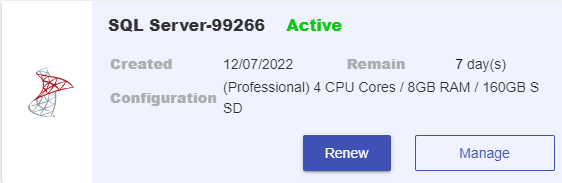 SQL Server-99266 Active
Created 12/07/2022 Remain 7 day(s)
Configuration (Professional) 4 CPU Cores / 8GB RAM / 160GB S
SD
Renew Manage